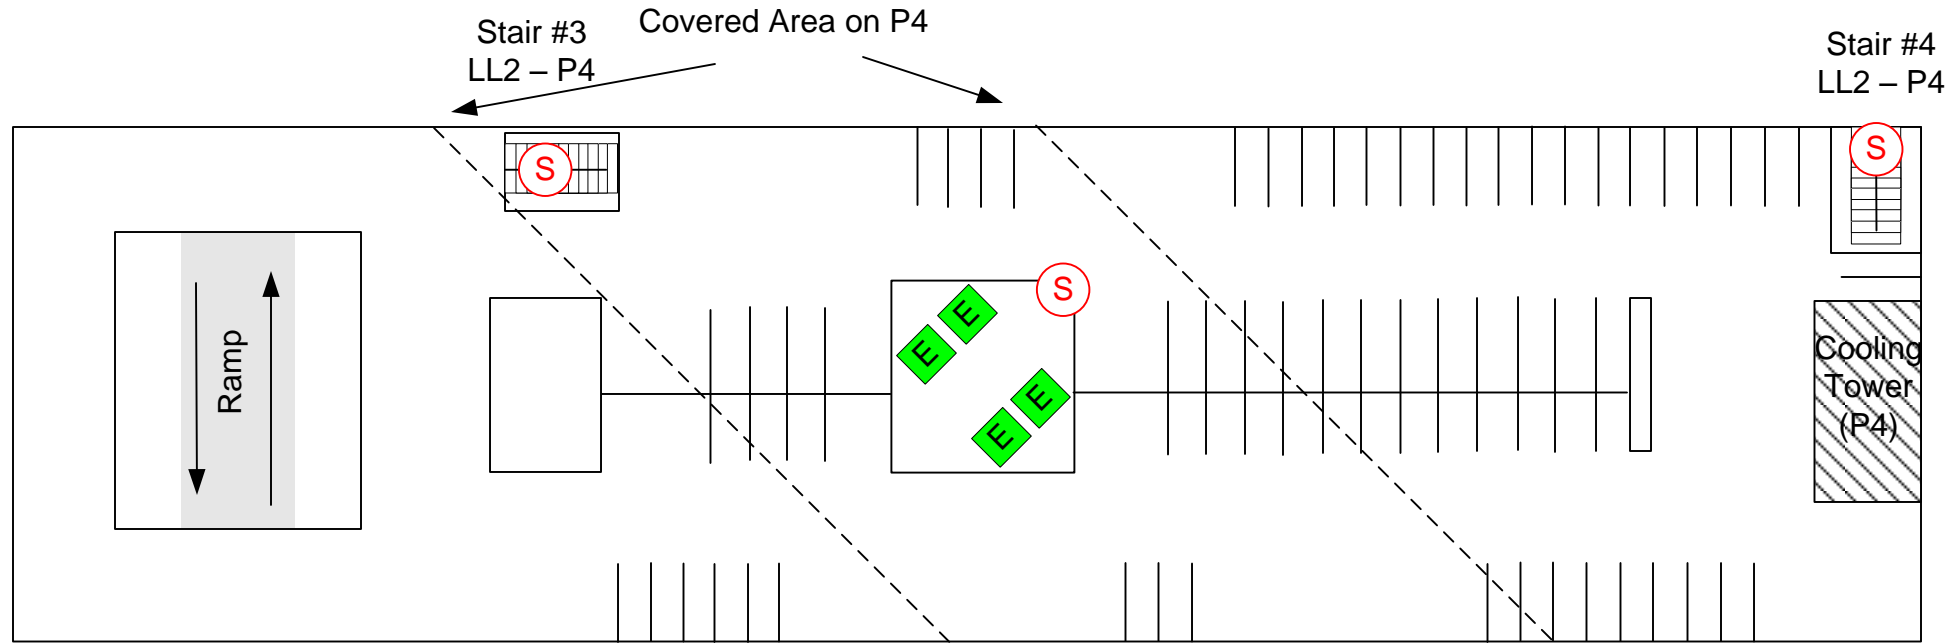 Covered Area on P4
Stair #3
LL2 – P4
Stair #4
LL2 – P4
S
S
S
E
E
E
E
Ramp
Cooling
Tower
(P4)